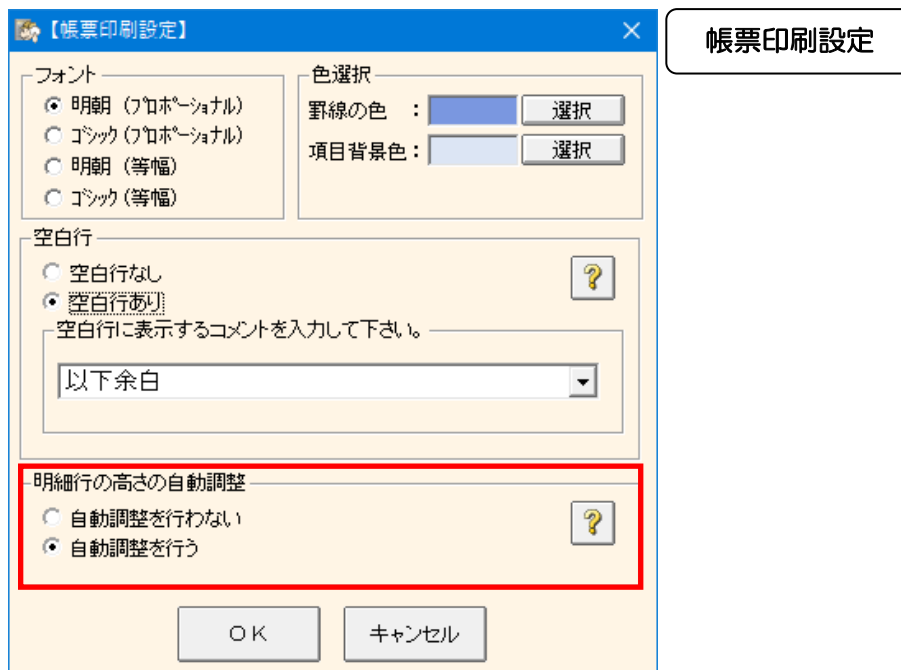 【帳票印刷設定】
帳票印刷設定
フォント
明朝 (プロポーショナル)
ゴシック (プロポーショナル)
明朝 (等幅)
ゴシック (等幅)
色選択
罫線の色 : 選択
項目背景色 : 選択
空白行
空白行なし
空白行あり
?
空白行に表示するコメントを入力して下さい。
以下余白
明細行の高さの自動調整
自動調整を行わない
自動調整を行う
?
OK
キャンセル